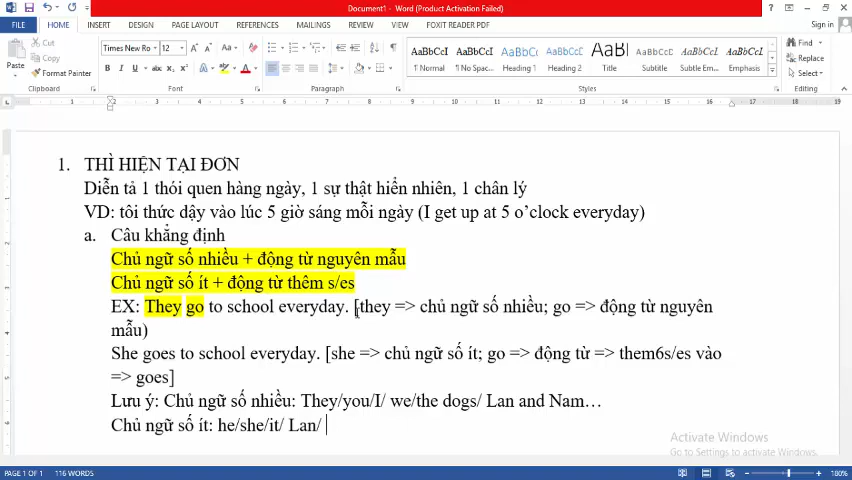 Document1 - Word (Product Activation Failed)
FILE HOME INSERT DESIGN PAGE LAYOUT REFERENCES MAILINGS REVIEW VIEW FOXIT READER PDF Sign in
Cut
Copy
Format Painter
Paste
Clipboard
Times New Ro 12
Font
Paragraph
AaBbCcI AaBbCcI AaBbC( AaBbCcI AaBI AaBbCcD AaBbCcI AaBbCcI
¶ Normal ¶ No Spac... Heading 1 Heading 2 Title Subtitle Subtle Em... Emphasis
Styles
Find
Replace
Select
Editing
1. THÌ HIỆN TẠI ĐƠN
Diễn tả 1 thói quen hàng ngày, 1 sự thật hiển nhiên, 1 chân lý
VD: tôi thức dậy vào lúc 5 giờ sáng mỗi ngày (I get up at 5 o’clock everyday)
a. Câu khẳng định
Chủ ngữ số nhiều + động từ nguyên mẫu
Chủ ngữ số ít + động từ thêm s/es
EX: They go to school everyday. [they => chủ ngữ số nhiều; go => động từ nguyên
mẫu)
She goes to school everyday. [she => chủ ngữ số ít; go => động từ => them6s/es vào
=> goes]
Lưu ý: Chủ ngữ số nhiều: They/you/I/ we/the dogs/ Lan and Nam…
Chủ ngữ số ít: he/she/it/ Lan/
Activate Windows
Go to Settings to activate Windows.
PAGE 1 OF 1 116 WORDS 180%